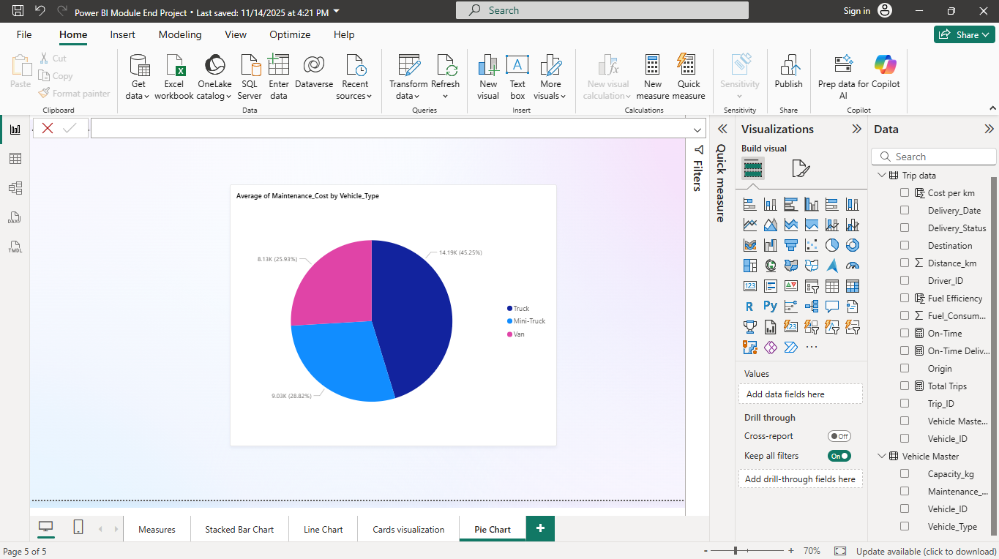 Power BI Module End Project • Last saved: 11/14/2025 at 4:21 PM
Search
Sign in
File
Home
Insert
Modeling
View
Optimize
Help
Share
Paste
Cut
Copy
Format painter
Clipboard
Get data
Excel workbook
OneLake catalog
SQL Server
Enter data
Dataverse
Recent sources
Data
Transform data
Refresh
Queries
New visual
Text box
More visuals
Insert
New visual calculation
New measure
Quick measure
Calculations
Sensitivity
Sensitivity
Publish
Share
Prep data for AI
Copilot
Copilot
DAX
TMDL
Average of Maintenance_Cost by Vehicle_Type
14.19K (45.25%)
8.13K (25.93%)
9.03K (28.82%)
Truck
Mini-Truck
Van
Filters
Quick measure
Visualizations
Build visual
123
R
Py
123
Values
Add data fields here
Drill through
Cross-report
Off
Keep all filters
On
Add drill-through fields here
Data
Search
Trip data
Cost per km
Delivery_Date
Delivery_Status
Destination
Distance_km
Driver_ID
Fuel Efficiency
Fuel_Consum...
On-Time
On-Time Deliv...
Origin
Total Trips
Trip_ID
Vehicle Maste...
Vehicle_ID
Vehicle Master
Capacity_kg
Maintenance_...
Vehicle_ID
Vehicle_Type
Measures
Stacked Bar Chart
Line Chart
Cards visualization
Pie Chart
Page 5 of 5
- + 70%
Update available (click to download)